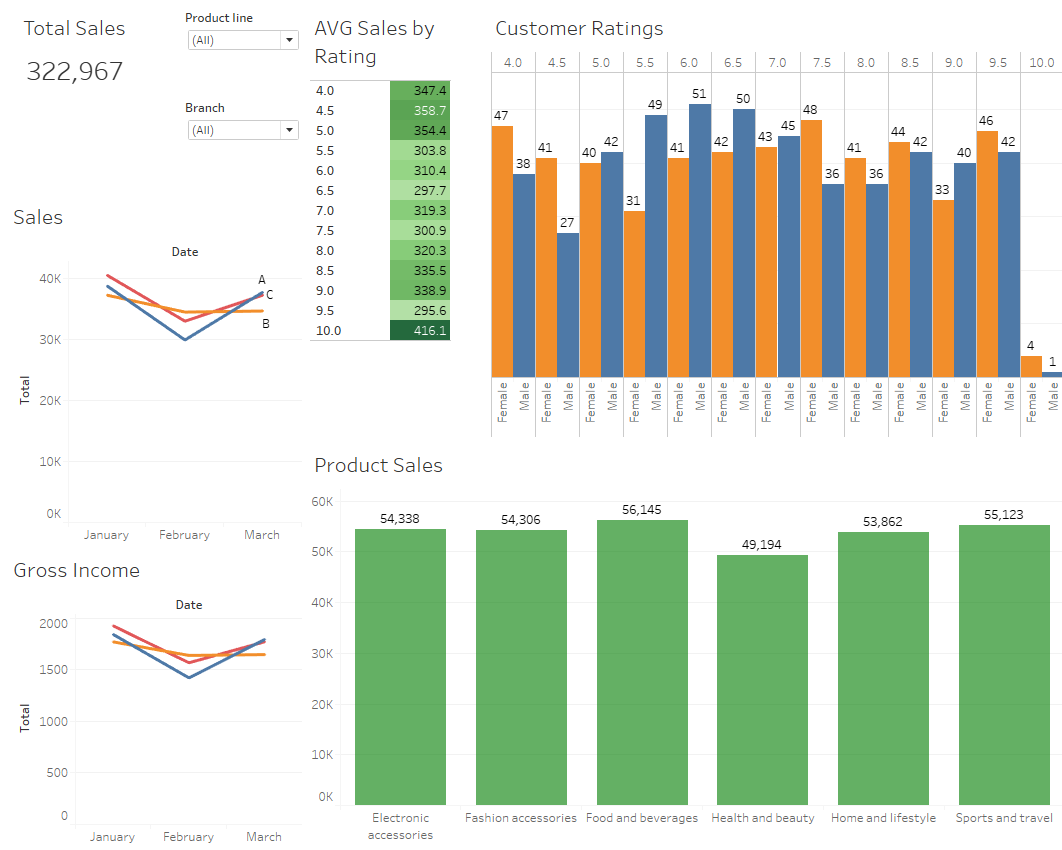 Total Sales
322,967
Product line
(All)
Branch
(All)
AVG Sales by
Rating
4.0 347.4
4.5 358.7
5.0 354.4
5.5 303.8
6.0 310.4
6.5 297.7
7.0 319.3
7.5 300.9
8.0 320.3
8.5 335.5
9.0 338.9
9.5 295.6
10.0 416.1
Customer Ratings
4.0 4.5 5.0 5.5 6.0 6.5 7.0 7.5 8.0 8.5 9.0 9.5 10.0
47 38 41 27 40 42 31 49 41 51 42 50 43 45 48 36 41 36 44 42 33 40 46 42 4 1
Female Male Female Male Female Male Female Male Female Male Female Male Female Male Female Male Female Male Female Male Female Male Female Male Female Male
Sales
Date
Total
40K
30K
20K
10K
0K
A
C
B
January February March
Gross Income
Date
Total
2000
1500
1000
500
0
January February March
Product Sales
60K
50K
40K
30K
20K
10K
0K
54,338 54,306 56,145 49,194 53,862 55,123
Electronic
accessories
Fashion accessories Food and beverages Health and beauty Home and lifestyle Sports and travel